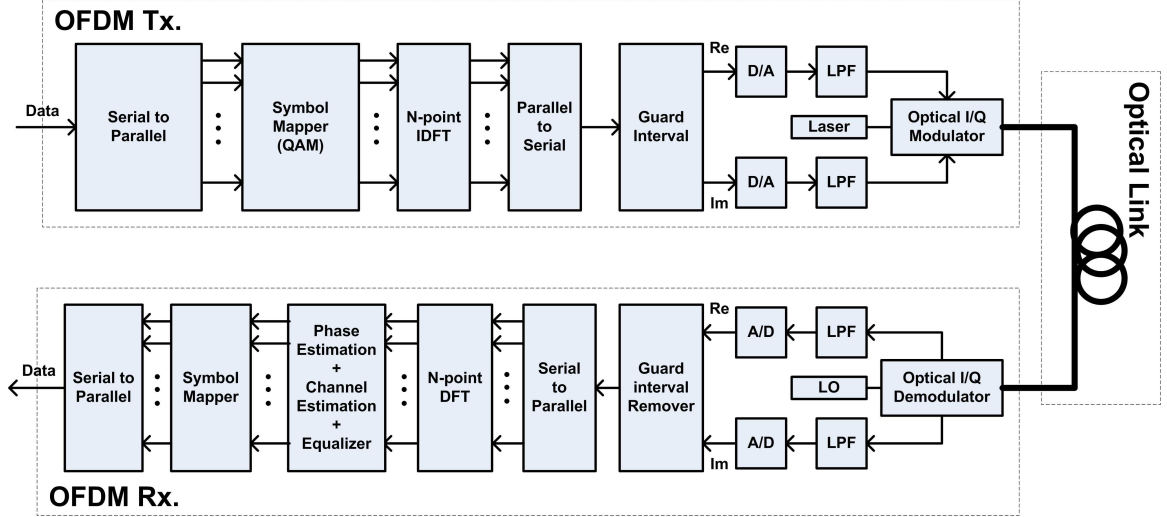 OFDM Tx.
Data
Serial to
Parallel
Symbol
Mapper
(QAM)
N-point
IDFT
Parallel
to
Serial
Guard
Interval
Re
Im
D/A
LPF
Laser
D/A
LPF
Optical I/Q
Modulator
Optical Link
Data
Serial to
Parallel
Symbol
Mapper
Phase
Estimation
+
Channel
Estimation
+
Equalizer
N-point
DFT
Serial
to
Parallel
Guard
interval
Remover
Re
Im
A/D
LPF
LO
A/D
LPF
Optical I/Q
Demodulator
OFDM Rx.